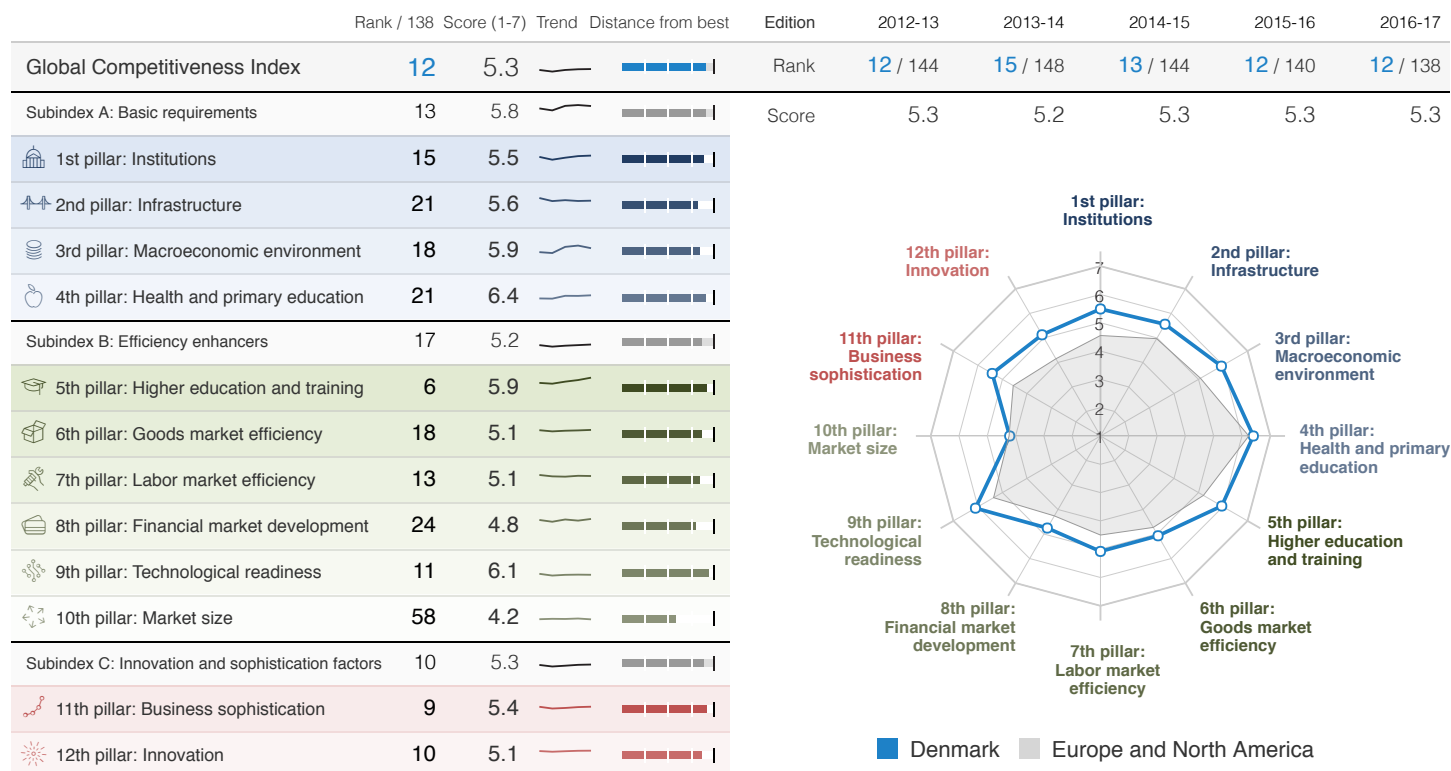 Rank / 138 Score (1-7) Trend Distance from best
Global Competitiveness Index 12 5.3
Subindex A: Basic requirements 13 5.8
1st pillar: Institutions 15 5.5
2nd pillar: Infrastructure 21 5.6
3rd pillar: Macroeconomic environment 18 5.9
4th pillar: Health and primary education 21 6.4
Subindex B: Efficiency enhancers 17 5.2
5th pillar: Higher education and training 6 5.9
6th pillar: Goods market efficiency 18 5.1
7th pillar: Labor market efficiency 13 5.1
8th pillar: Financial market development 24 4.8
9th pillar: Technological readiness 11 6.1
10th pillar: Market size 58 4.2
Subindex C: Innovation and sophistication factors 10 5.3
11th pillar: Business sophistication 9 5.4
12th pillar: Innovation 10 5.1
Edition 2012-13 2013-14 2014-15 2015-16 2016-17
Rank 12 / 144 15 / 148 13 / 144 12 / 140 12 / 138
Score 5.3 5.2 5.3 5.3 5.3
1st pillar:
Institutions
2nd pillar:
Infrastructure
3rd pillar:
Macroeconomic
environment
4th pillar:
Health and primary
education
5th pillar:
Higher education
and training
6th pillar:
Goods market
efficiency
7th pillar:
Labor market
efficiency
8th pillar:
Financial market
development
9th pillar:
Technological
readiness
10th pillar:
Market size
11th pillar:
Business
sophistication
12th pillar:
Innovation
7
6
5
4
3
2
1
Denmark Europe and North America